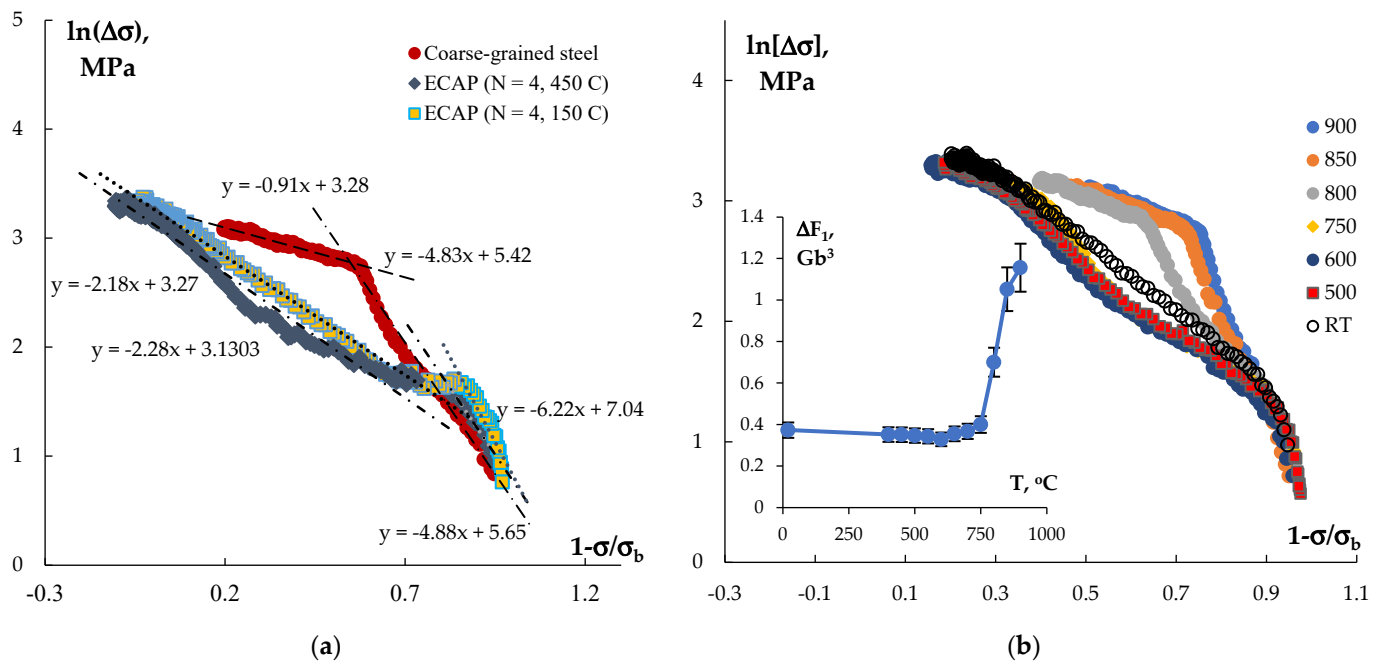 ln(Δσ),
MPa
5
4
3
2
1
0
-0.3
0.2
0.7
1.2
1-σ/σb
Coarse-grained steel
ECAP (N = 4, 450 C)
ECAP (N = 4, 150 C)
y = -0.91x + 3.28
y = -4.83x + 5.42
y = -2.18x + 3.27
y = -2.28x + 3.1303
y = -6.22x + 7.04
y = -4.88x + 5.65
(a)
ln[Δσ],
MPa
4
3
2
1
0
-0.3
-0.1
0.1
0.3
0.5
0.7
0.9
1.1
1-σ/σb
900
850
800
750
600
500
RT
ΔF₁,
Gb³
1.4
1.2
1
0.8
0.6
0.4
0.2
0
0
250
500
750
1000
T, ºC
(b)